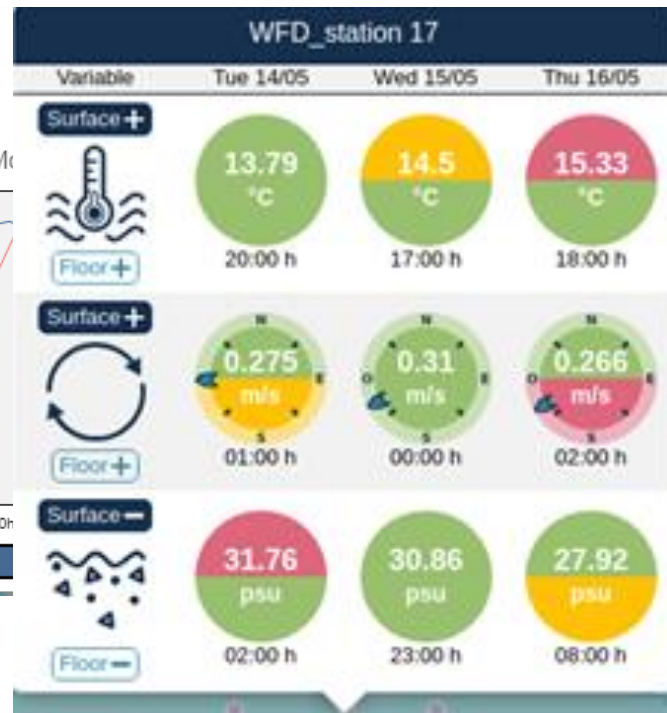 WFD_station 17
Variable Tue 14/05 Wed 15/05 Thu 16/05
Surface+
13.79 °C 14.5 °C 15.33 °C
Floor+
20:00 h 17:00 h 18:00 h
Surface+
N N N
0.275 0.31 0.266
E O E O E
m/s m/s m/s
S S S
Floor+
01:00 h 00:00 h 02:00 h
Surface−
31.76 30.86 27.92
psu psu psu
Floor−
02:00 h 23:00 h 08:00 h